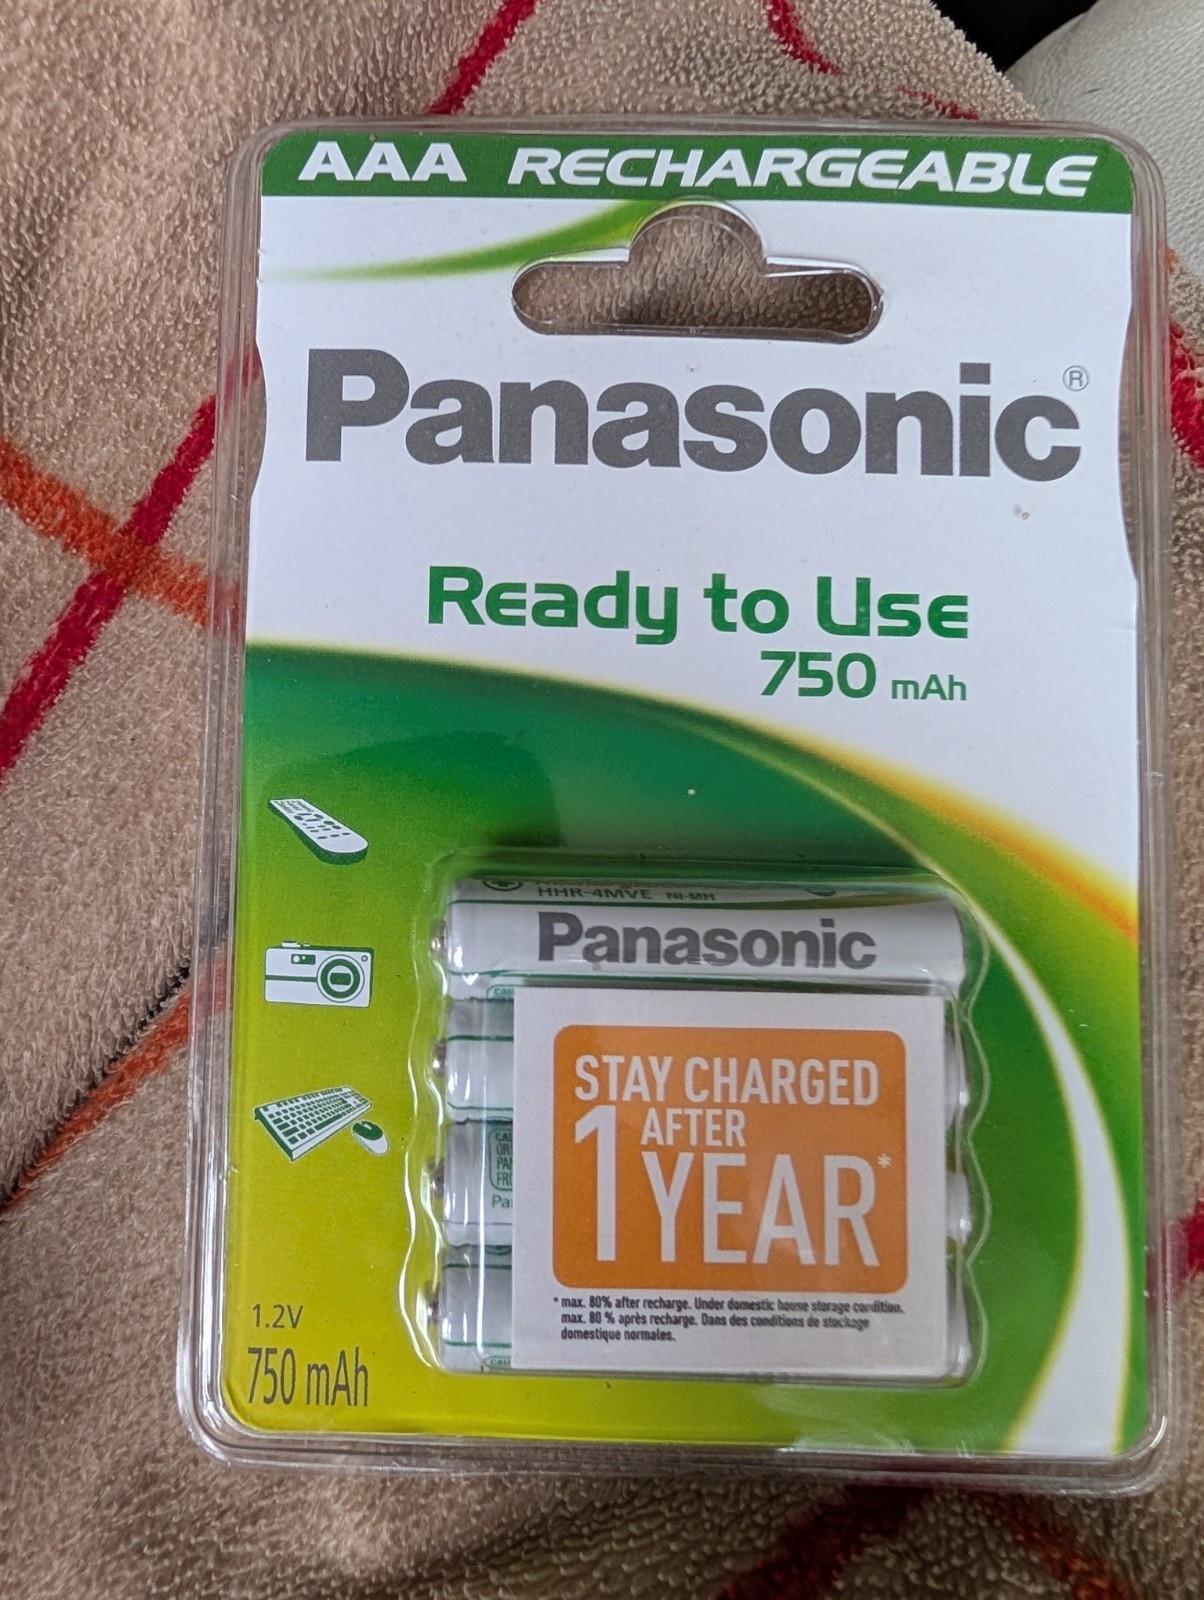 AAA RECHARGEABLE
Panasonic®
Ready to Use
750 mAh
HHR-4MVE NI-MH
Panasonic
STAY CHARGED
AFTER
1 YEAR*
* max. 80% after recharge. Under domestic house storage condition.
max. 80 % après recharge. Dans des conditions de stockage
domestique normales.
1.2V
750 mAh